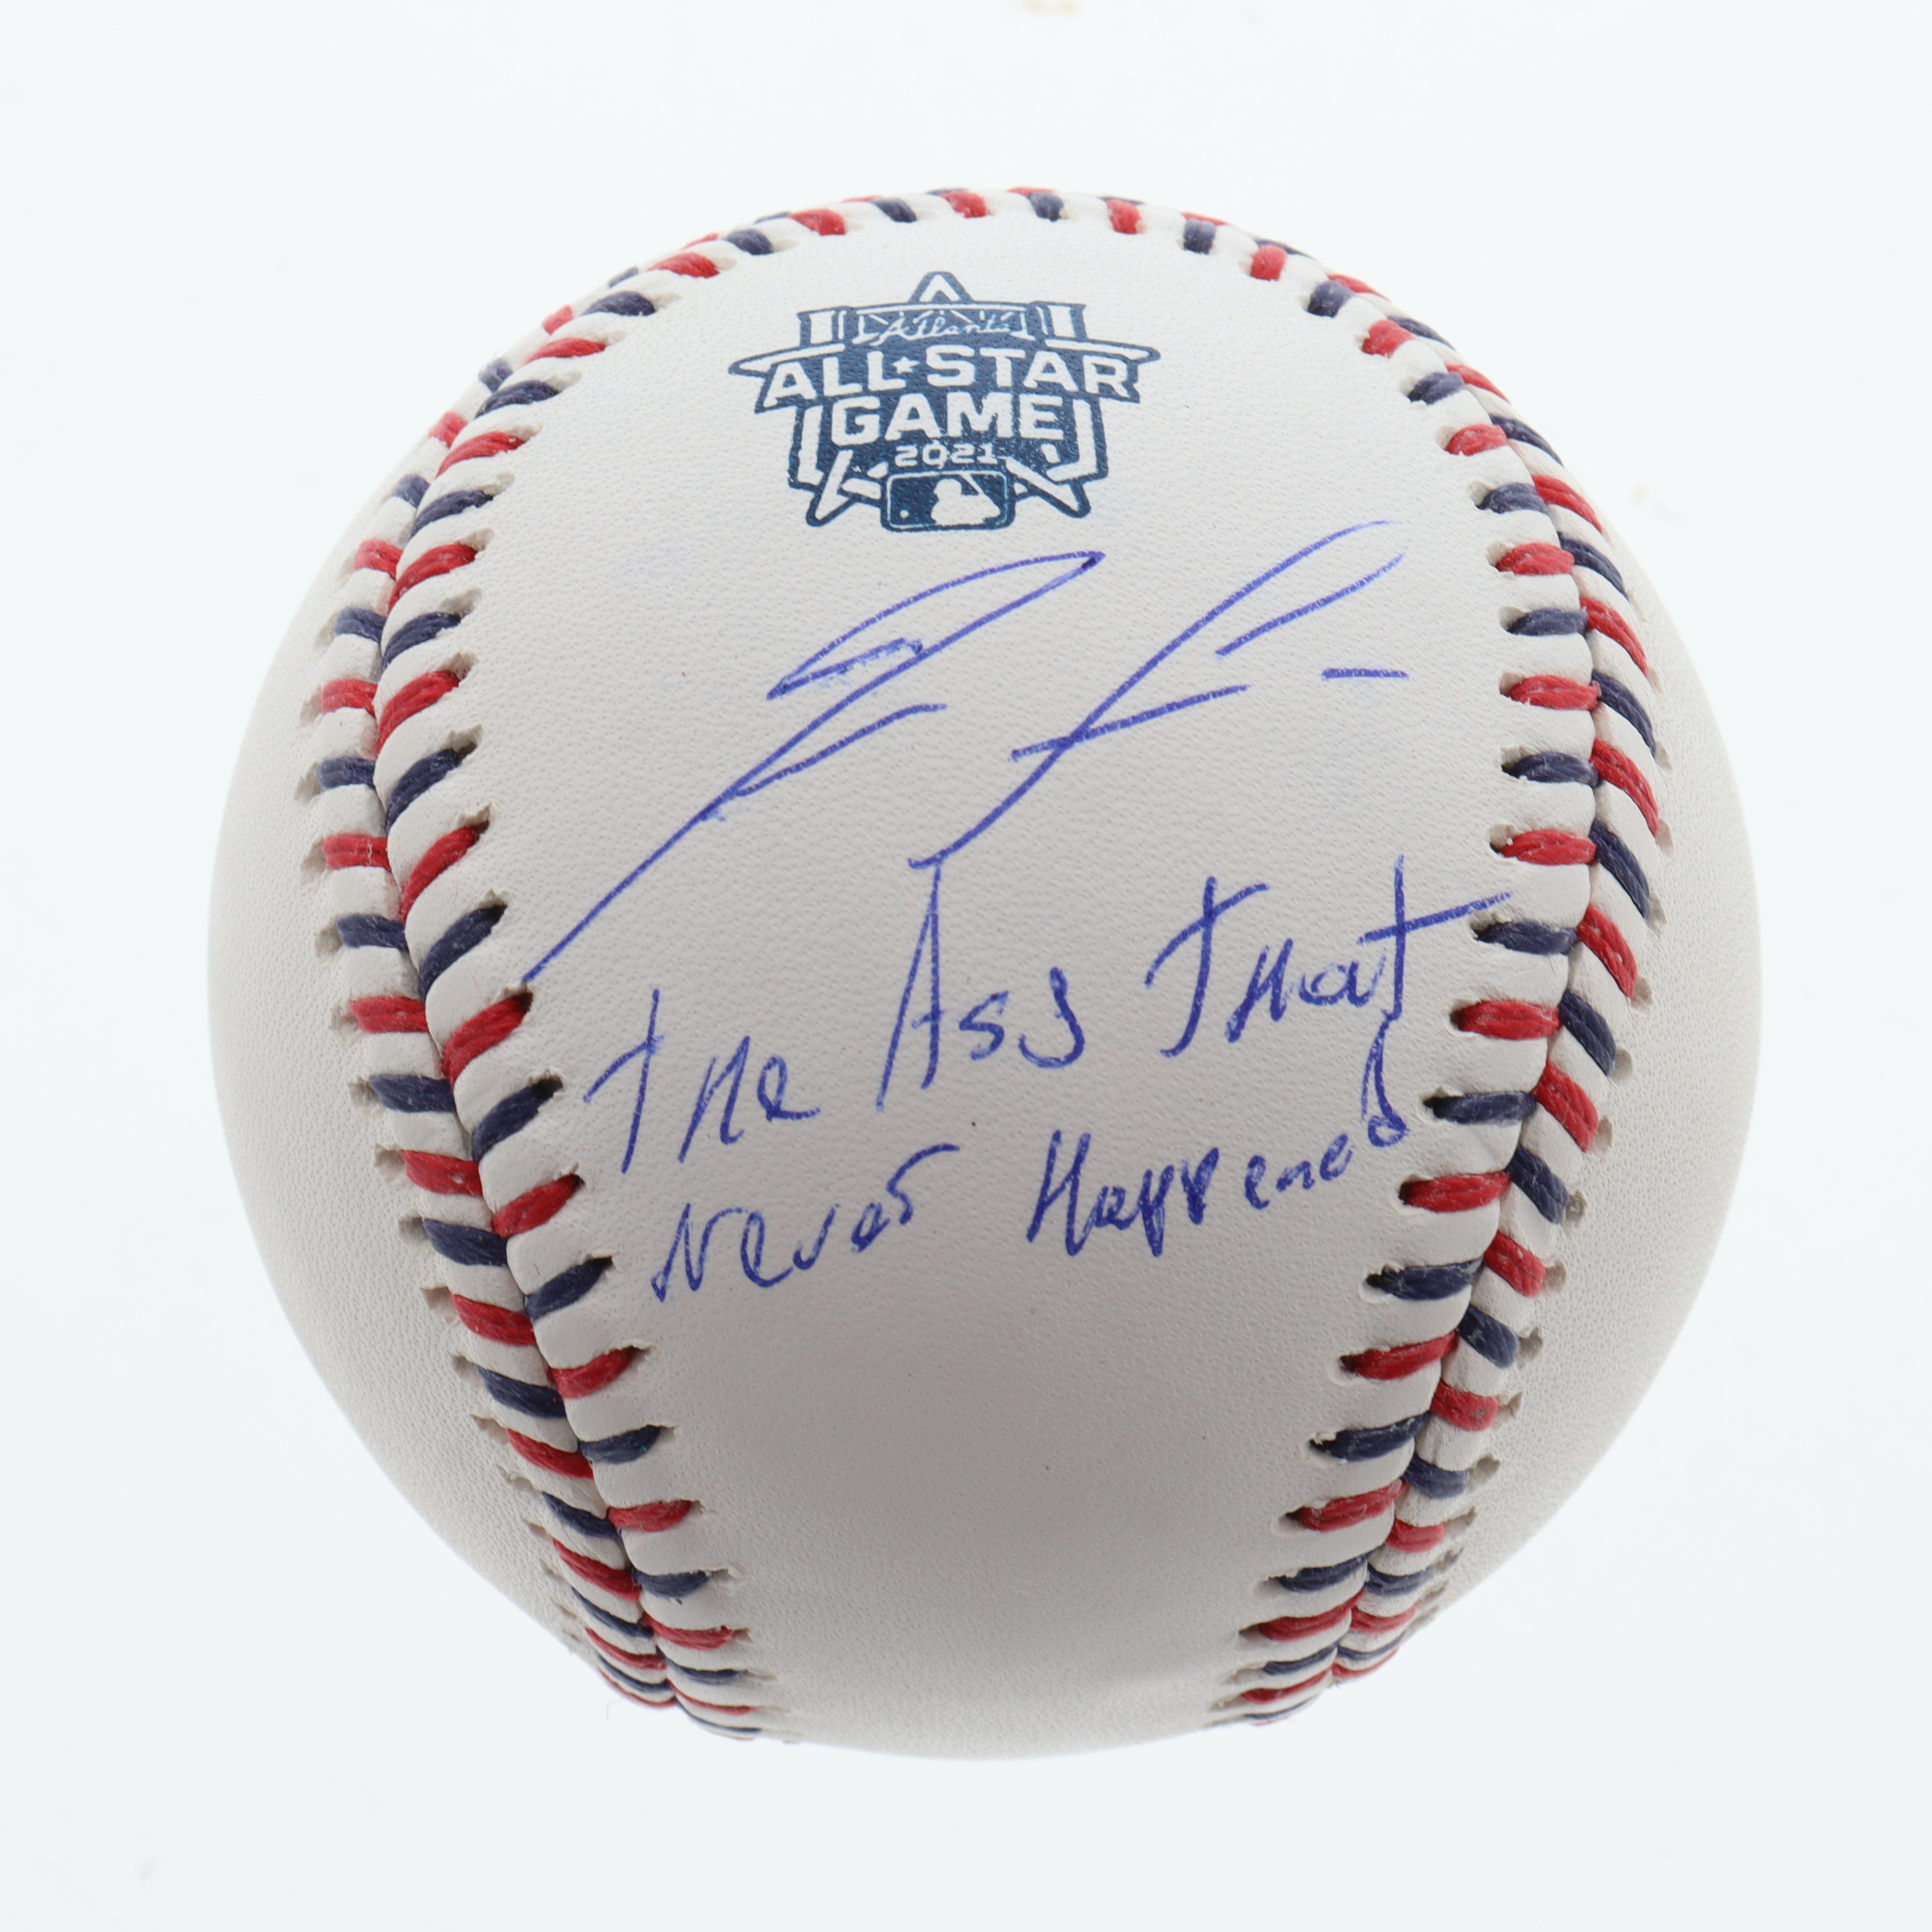 Atlanta
ALL★STAR
GAME
2021
The Ass That
Never Happened